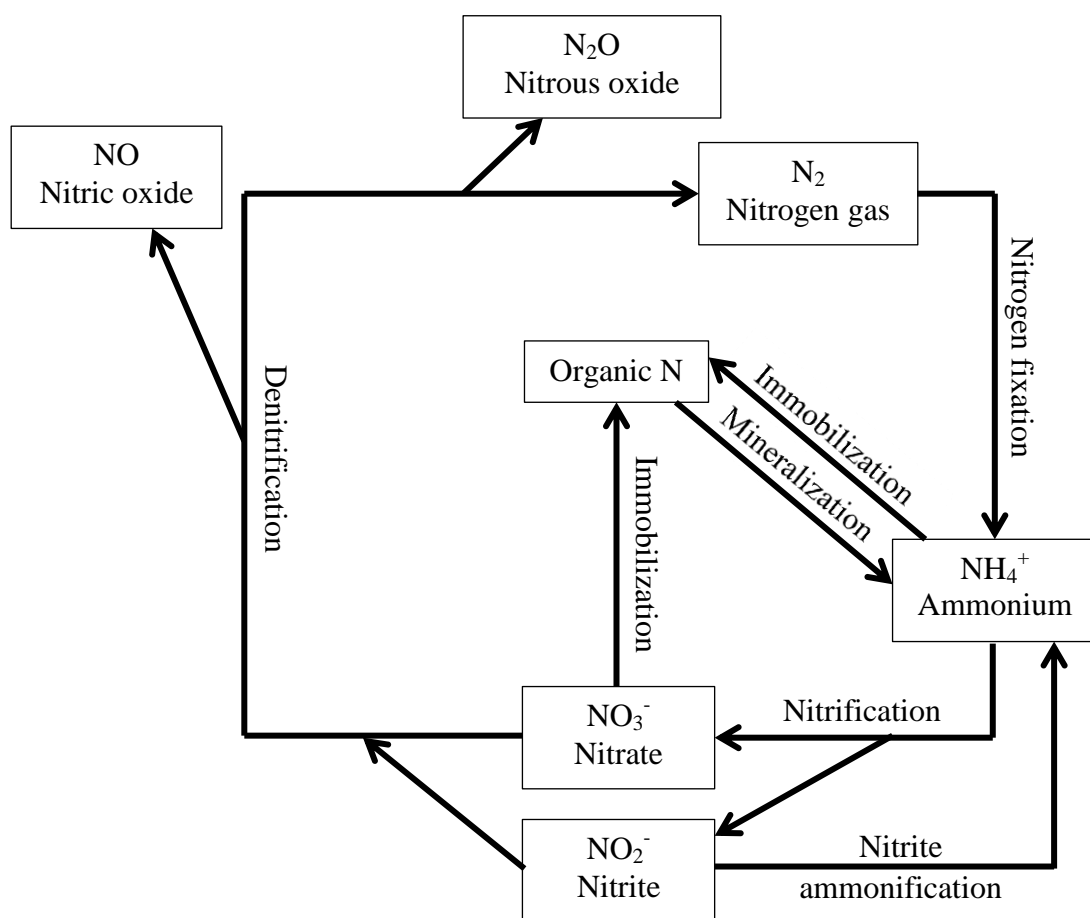 N₂O
Nitrous oxide
NO
Nitric oxide
N₂
Nitrogen gas
Nitrogen fixation
Denitrification
Organic N
Immobilization
Mineralization
Immobilization
NH₄⁺
Ammonium
NO₃⁻
Nitrate
Nitrification
NO₂⁻
Nitrite
Nitrite
ammonification